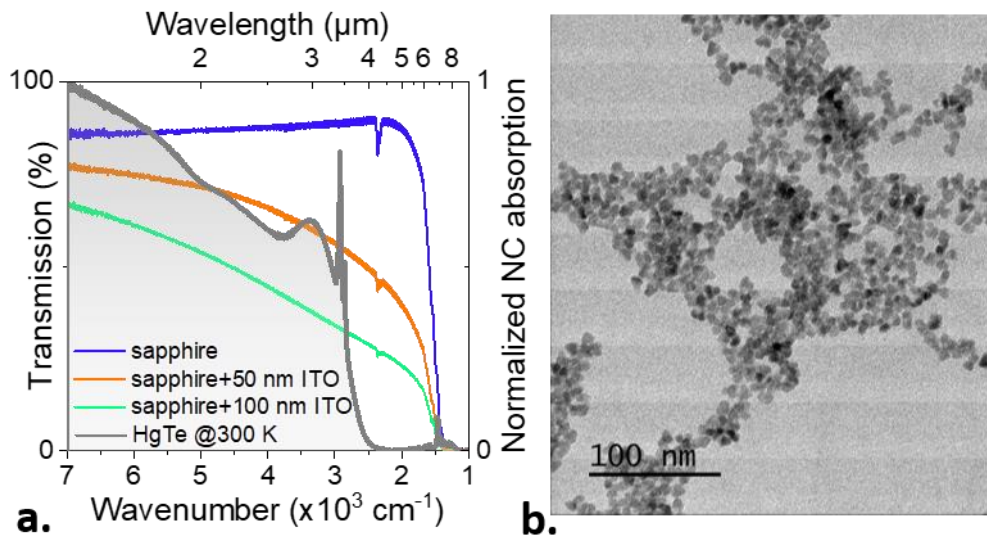 Wavelength (µm)
2 3 4 5 6 8
100
0
Transmission (%)
1
0
Normalized NC absorption
sapphire
sapphire+50 nm ITO
sapphire+100 nm ITO
HgTe @300 K
7 6 5 4 3 2 1
Wavenumber (x10³ cm⁻¹)
a.
100 nm
b.